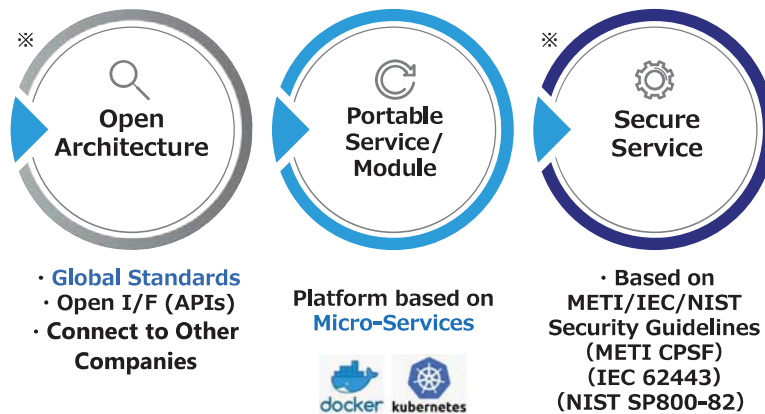 ※
Open
Architecture
・Global Standards
・Open I/F (APIs)
・Connect to Other
Companies
Portable
Service/
Module
Platform based on
Micro-Services
docker
kubernetes
※
Secure
Service
・Based on
METI/IEC/NIST
Security Guidelines
(METI CPSF)
(IEC 62443)
(NIST SP800-82)